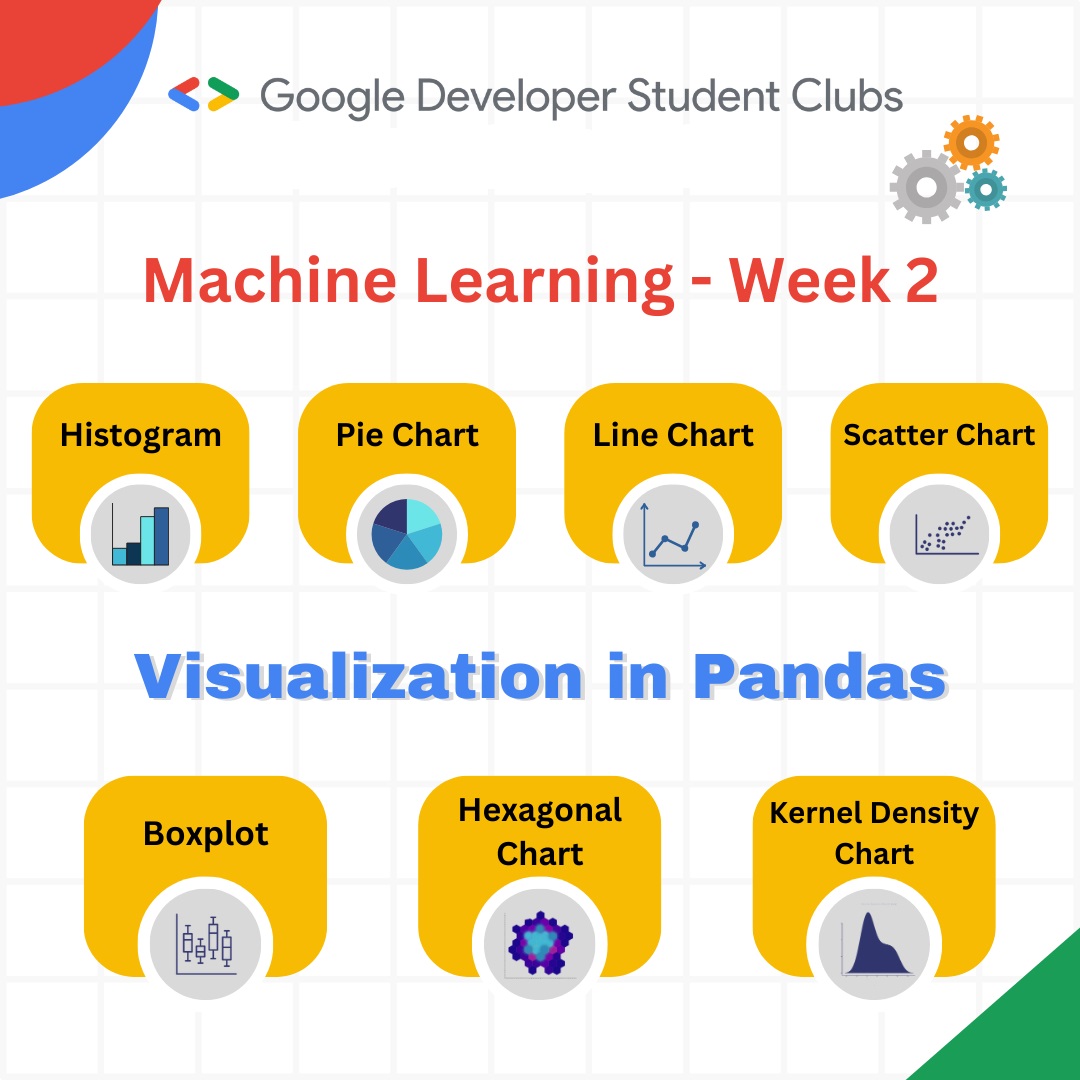 Google Developer Student Clubs
Machine Learning - Week 2
Histogram
Pie Chart
Line Chart
Scatter Chart
Visualization in Pandas
Boxplot
Hexagonal
Chart
Kernel Density
Chart